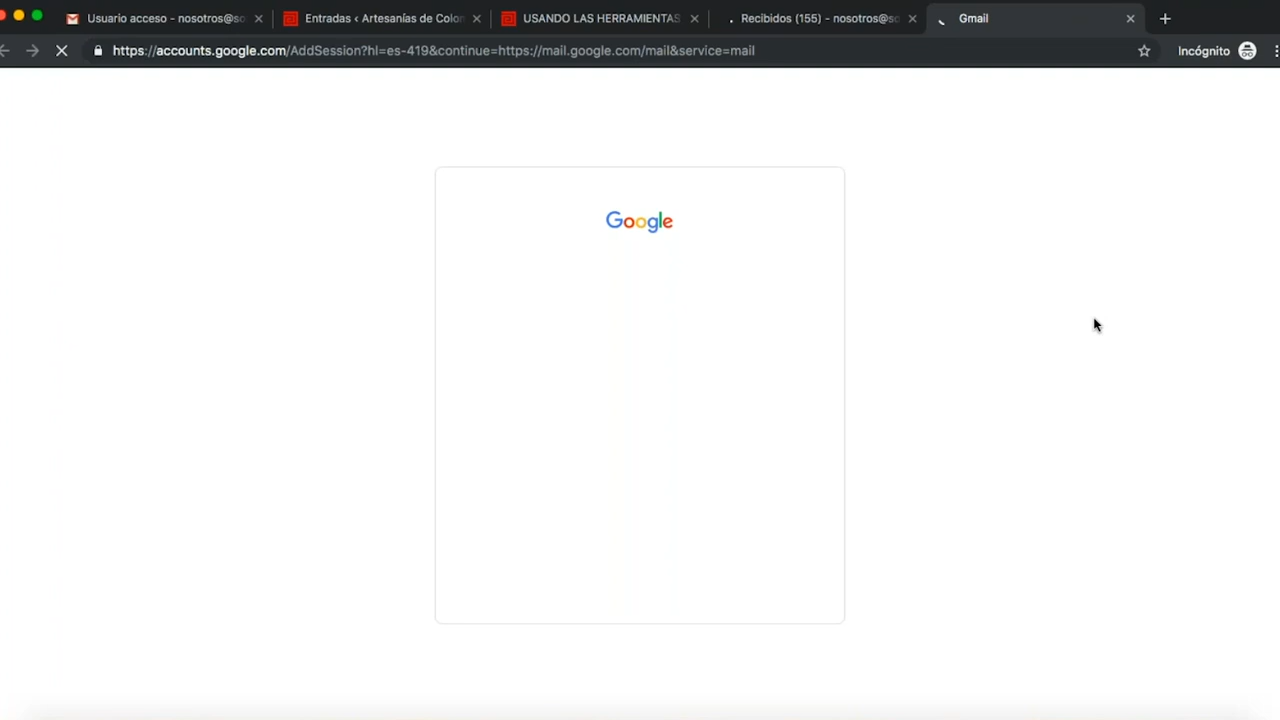 Usuario acceso - nosotros@so
Entradas ‹ Artesanías de Color
USANDO LAS HERRAMIENTAS
Recibidos (155) - nosotros@so
Gmail
https://accounts.google.com/AddSession?hl=es-419&continue=https://mail.google.com/mail&service=mail
Incógnito
Google